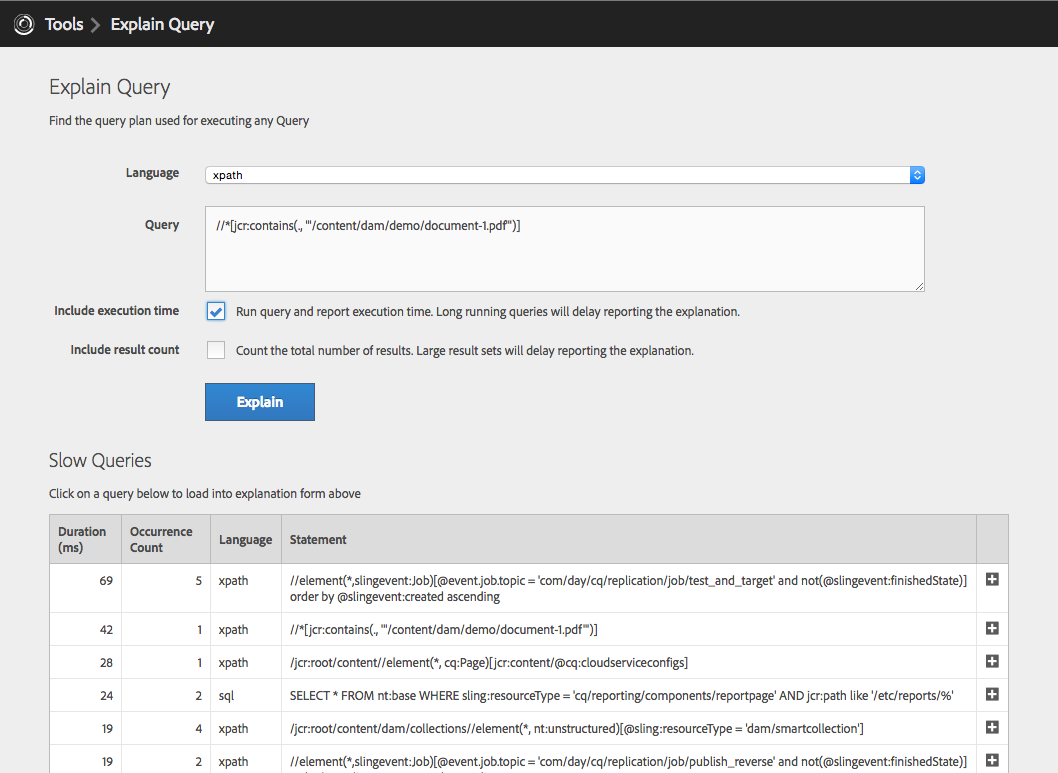 Tools > Explain Query
Explain Query
Find the query plan used for executing any Query
Language
xpath
Query
//*[jcr:contains(., '"/content/dam/demo/document-1.pdf"')]
Include execution time
Run query and report execution time. Long running queries will delay reporting the explanation.
Include result count
Count the total number of results. Large result sets will delay reporting the explanation.
Explain
Slow Queries
Click on a query below to load into explanation form above
Duration (ms) Occurrence Count Language Statement
69 5 xpath //element(*,slingevent:Job)[@event.job.topic = 'com/day/cq/replication/job/test_and_target' and not(@slingevent:finishedState)]
order by @slingevent:created ascending
42 1 xpath //*[jcr:contains(., '"/content/dam/demo/document-1.pdf"')]
28 1 xpath /jcr:root/content//element(*, cq:Page)[jcr:content/@cq:cloudserviceconfigs]
24 2 sql SELECT * FROM nt:base WHERE sling:resourceType = 'cq/reporting/components/reportpage' AND jcr:path like '/etc/reports/%'
19 4 xpath /jcr:root/content/dam/collections//element(*, nt:unstructured)[@sling:resourceType = 'dam/smartcollection']
19 2 xpath //element(*,slingevent:Job)[@event.job.topic = 'com/day/cq/replication/job/publish_reverse' and not(@slingevent:finishedState)]